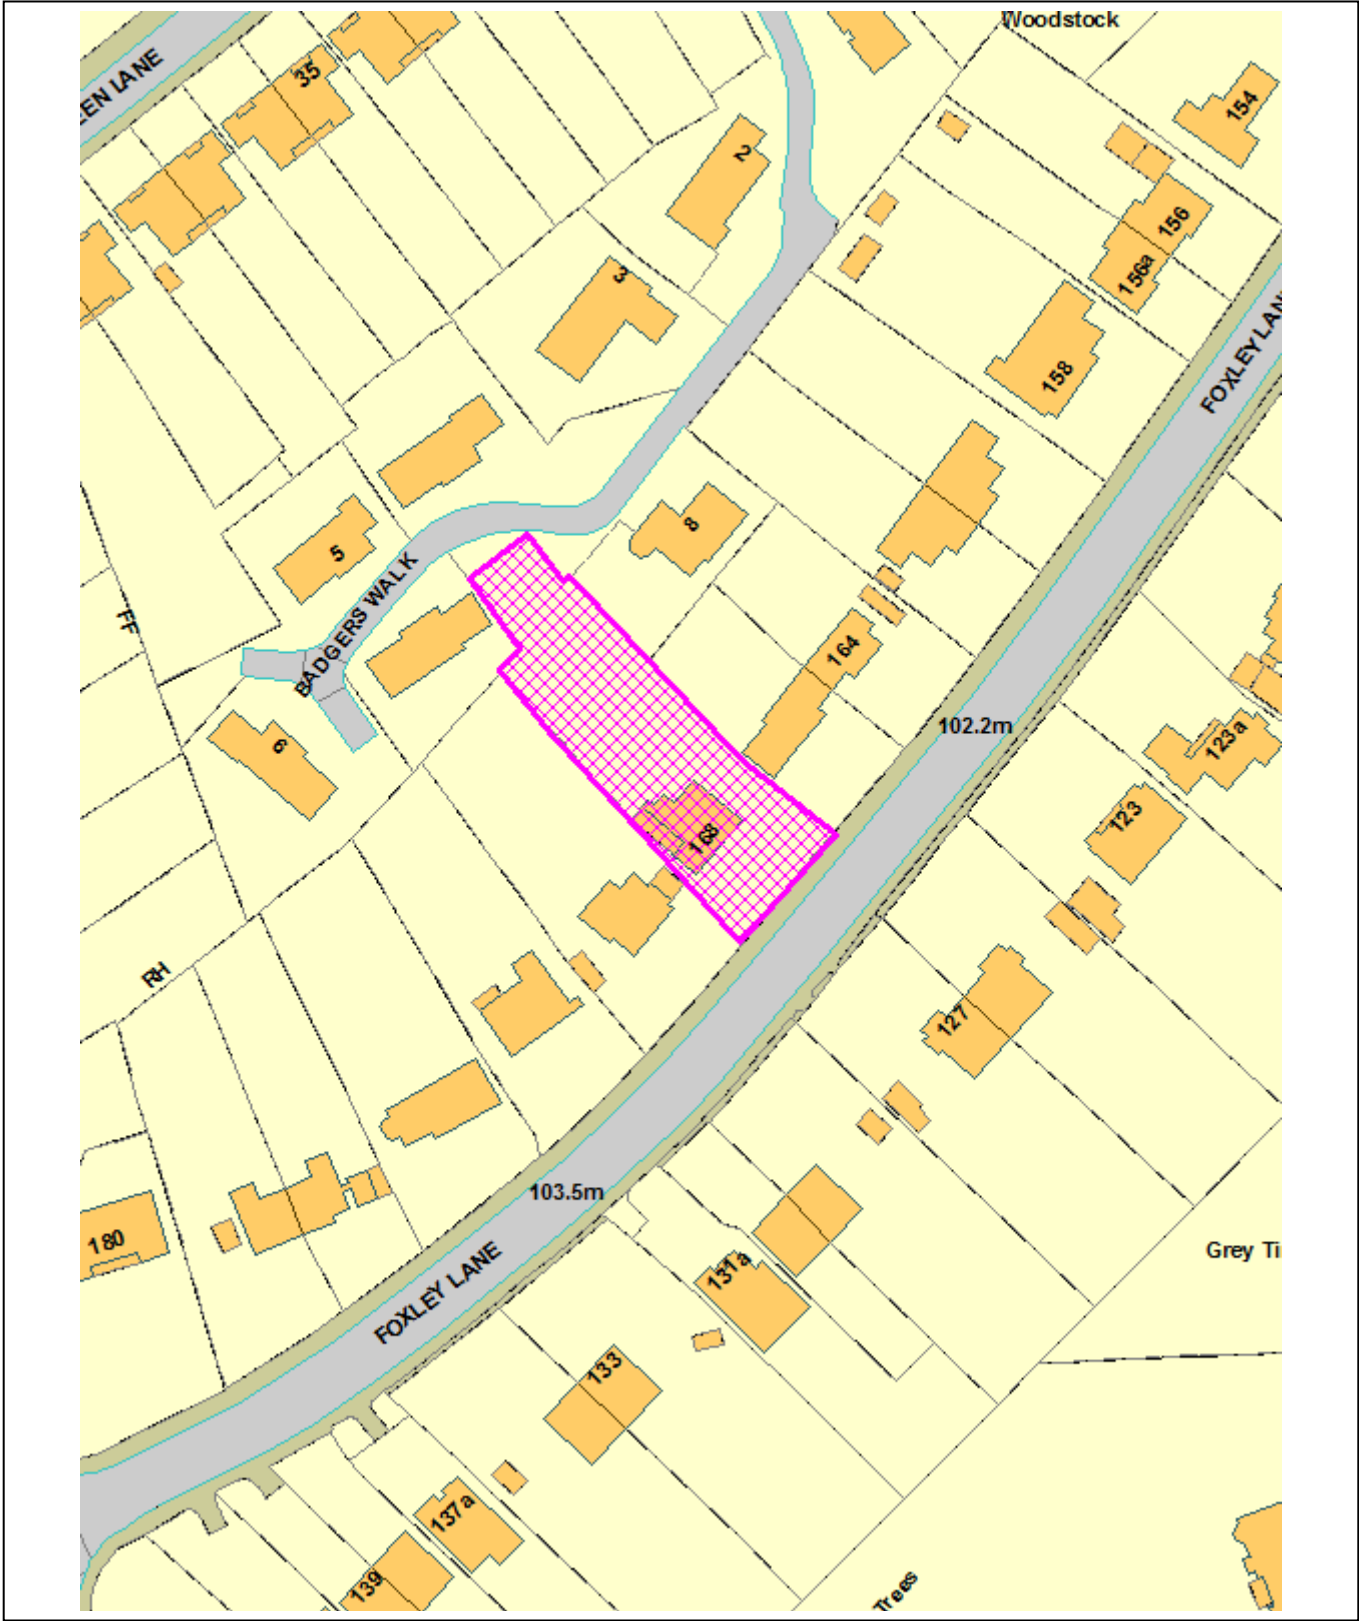 Woodstock
EEN LANE
35
154
2
156
156a
3
158
FOXLEY LANE
8
5
BADGERS WALK
FF
164
102.2m
123a
6
123
168
127
RH
103.5m
180
Grey Ti
131a
FOXLEY LANE
133
137a
139
Trees